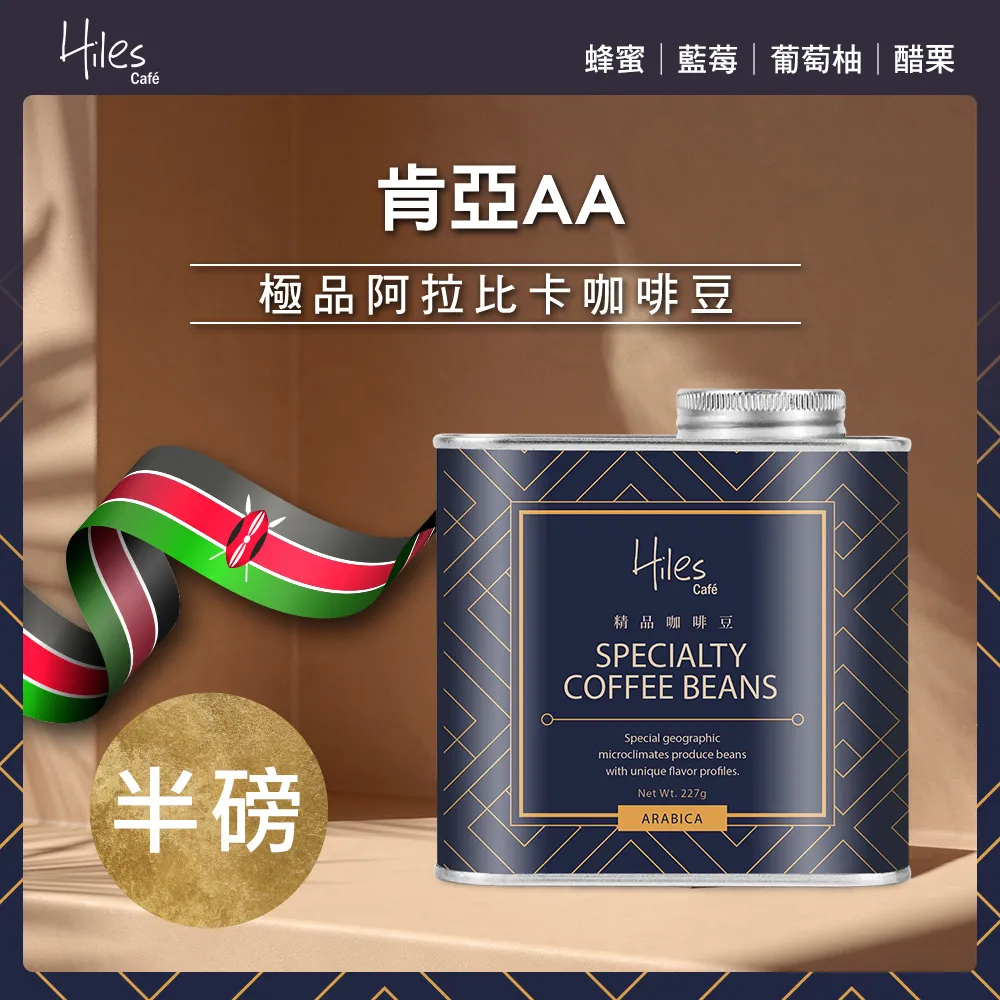 Hiles
Café
蜂蜜｜藍莓｜葡萄柚｜醋栗
肯亞AA
極品阿拉比卡咖啡豆
Hiles
Café
精品咖啡豆
SPECIALTY
COFFEE BEANS
Special geographic
microclimates produce beans
with unique flavor profiles.
Net Wt. 227g
ARABICA
半磅